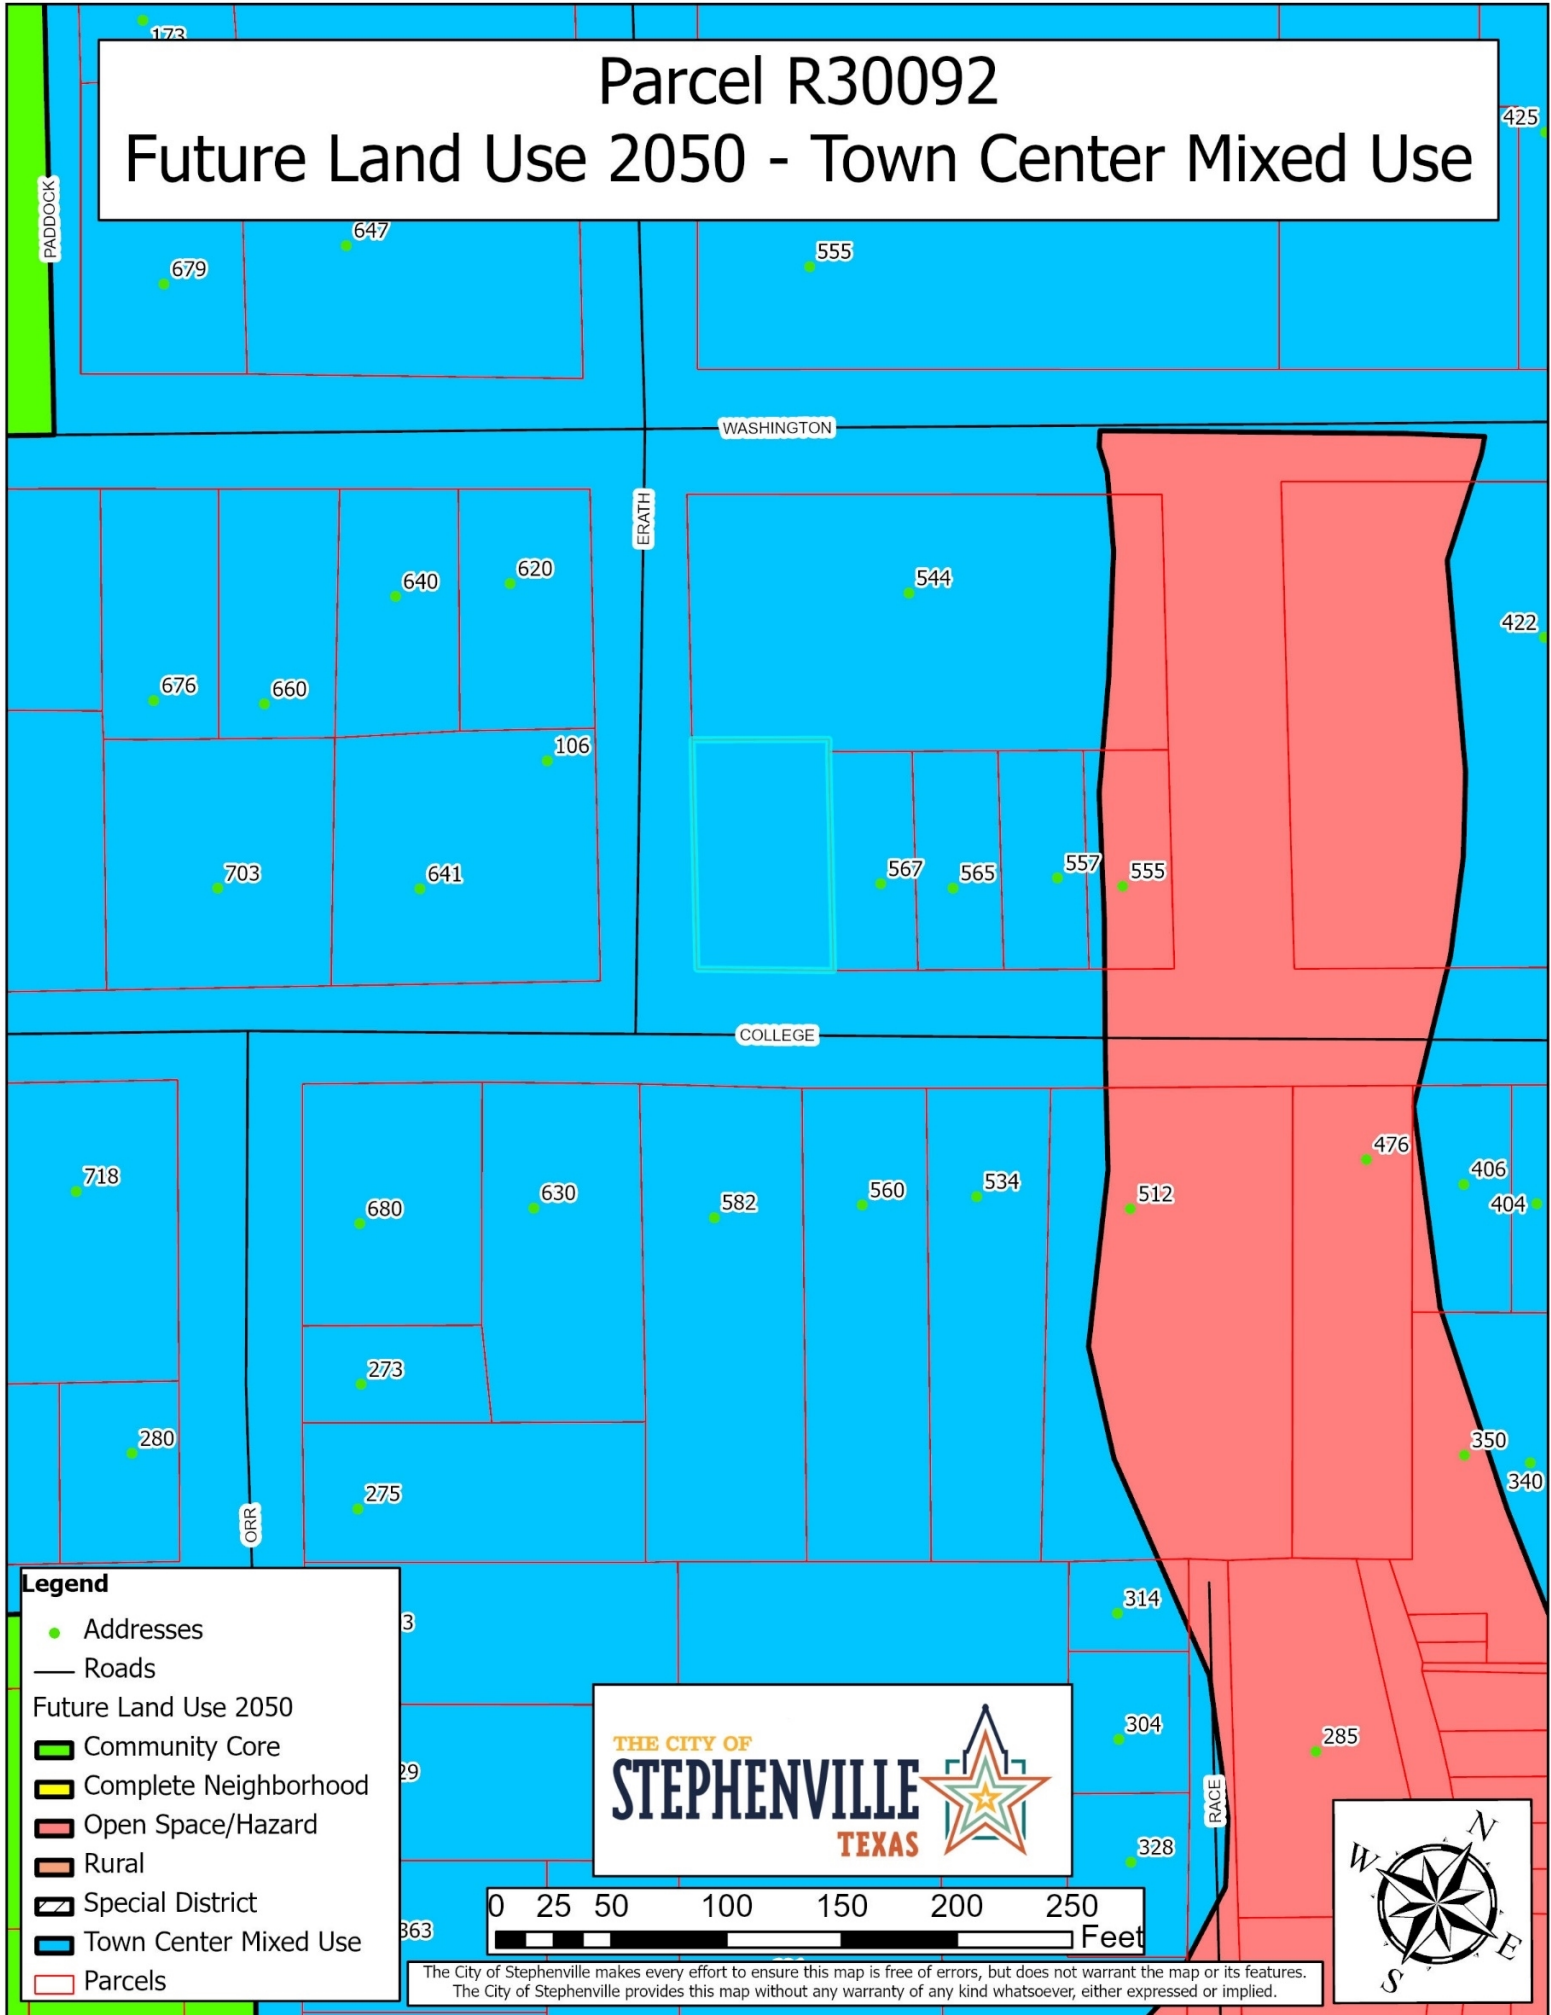 173
Parcel R30092
Future Land Use 2050 - Town Center Mixed Use
425
PADDOCK
647
555
679
WASHINGTON
ERATH
620
640
544
422
676
660
106
703
641
567
565
557
555
COLLEGE
476
718
680
630
582
560
534
512
406
404
273
280
275
350
340
ORR
Legend
Addresses
Roads
Future Land Use 2050
Community Core
Complete Neighborhood
Open Space/Hazard
Rural
Special District
Town Center Mixed Use
Parcels
3
29
363
314
304
285
328
RACE
THE CITY OF
STEPHENVILLE
TEXAS
N
W
E
S
0 25 50 100 150 200 250
Feet
The City of Stephenville makes every effort to ensure this map is free of errors, but does not warrant the map or its features.
The City of Stephenville provides this map without any warranty of any kind whatsoever, either expressed or implied.